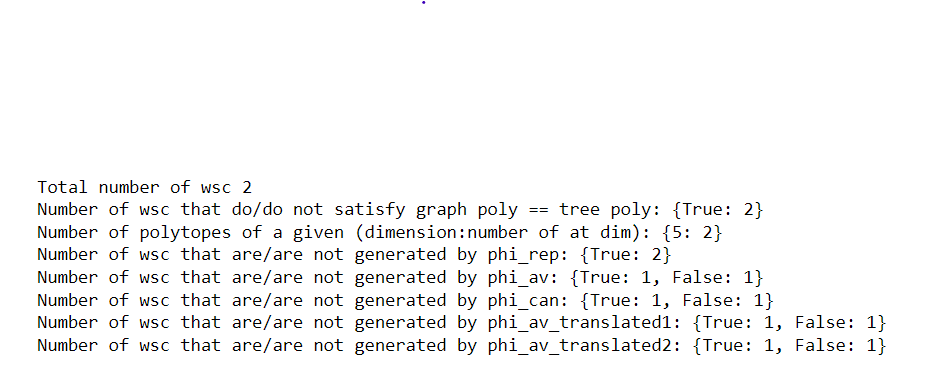 Total number of wsc 2
Number of wsc that do/do not satisfy graph poly == tree poly: {True: 2}
Number of polytopes of a given (dimension:number of at dim): {5: 2}
Number of wsc that are/are not generated by phi_rep: {True: 2}
Number of wsc that are/are not generated by phi_av: {True: 1, False: 1}
Number of wsc that are/are not generated by phi_can: {True: 1, False: 1}
Number of wsc that are/are not generated by phi_av_translated1: {True: 1, False: 1}
Number of wsc that are/are not generated by phi_av_translated2: {True: 1, False: 1}